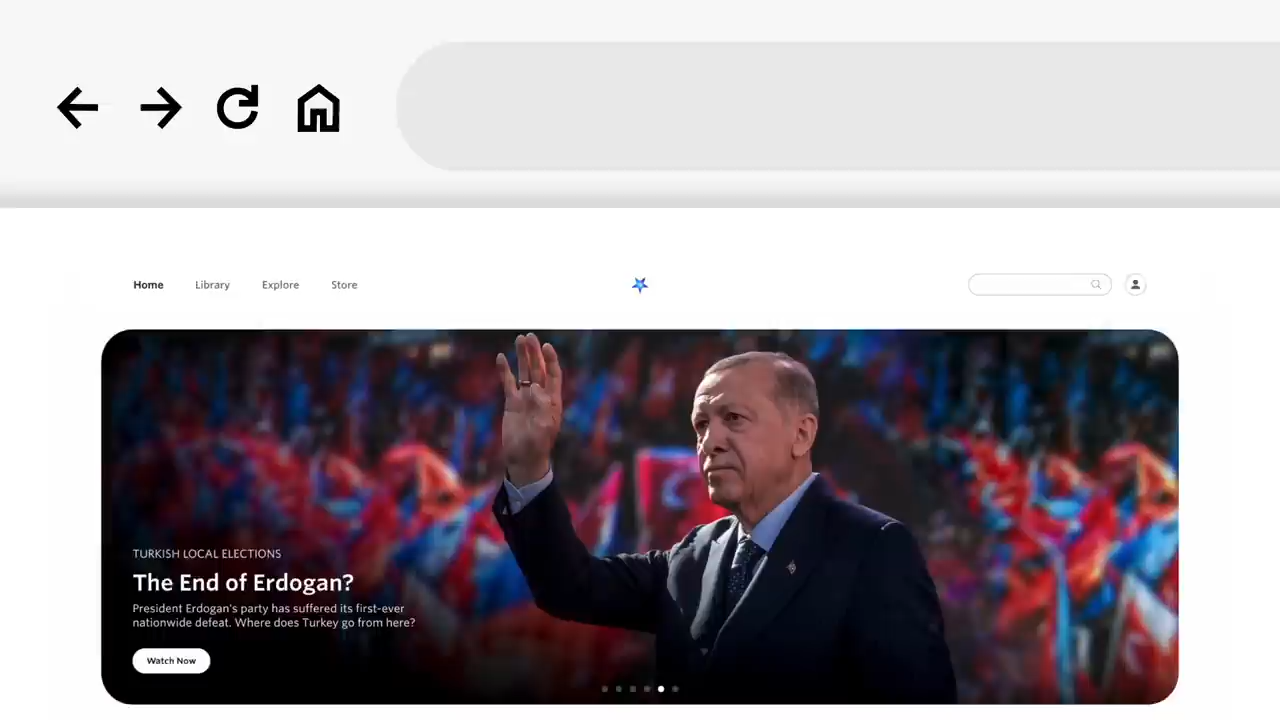 Home
Library
Explore
Store
TURKISH LOCAL ELECTIONS
The End of Erdogan?
President Erdogan's party has suffered its first-ever
nationwide defeat. Where does Turkey go from here?
Watch Now